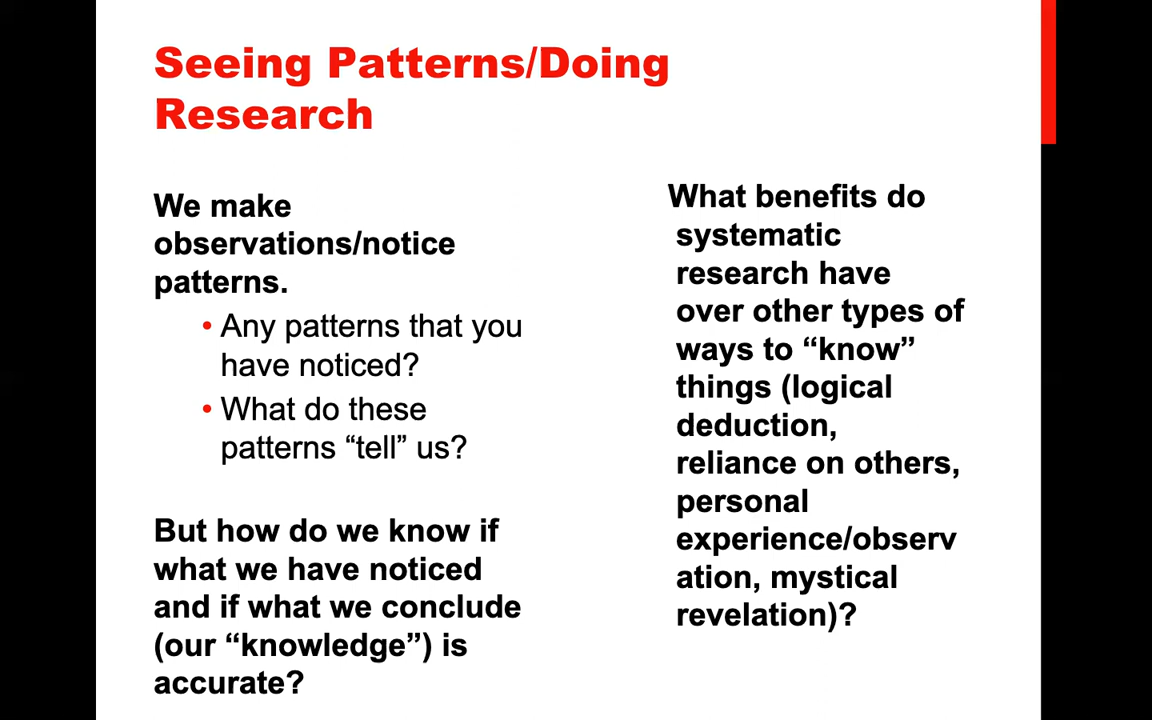 Seeing Patterns/Doing
Research
We make
observations/notice
patterns.
• Any patterns that you
have noticed?
• What do these
patterns “tell” us?
But how do we know if
what we have noticed
and if what we conclude
(our “knowledge”) is
accurate?
What benefits do
systematic
research have
over other types of
ways to “know”
things (logical
deduction,
reliance on others,
personal
experience/observ
ation, mystical
revelation)?